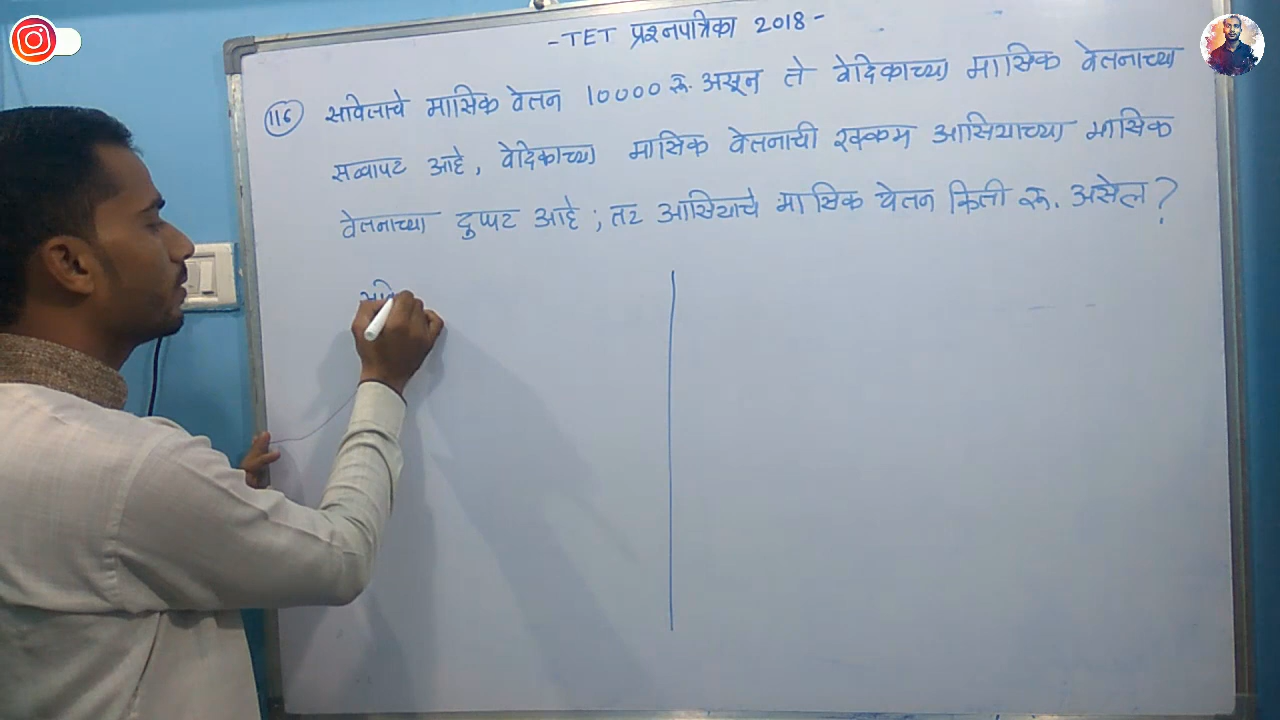 -TET प्रश्नपत्रिका 2018-
116 सविताचे मासिक वेतन 10000 रू. असून ते वेदिकाच्या मासिक वेतनाच्या
सव्वापट आहे, वेदिकाच्या मासिक वेतनाची रक्कम आसियाच्या मासिक
वेतनाच्या दुप्पट आहे ; तर आसियाचे मासिक वेतन किती रू. असेल ?